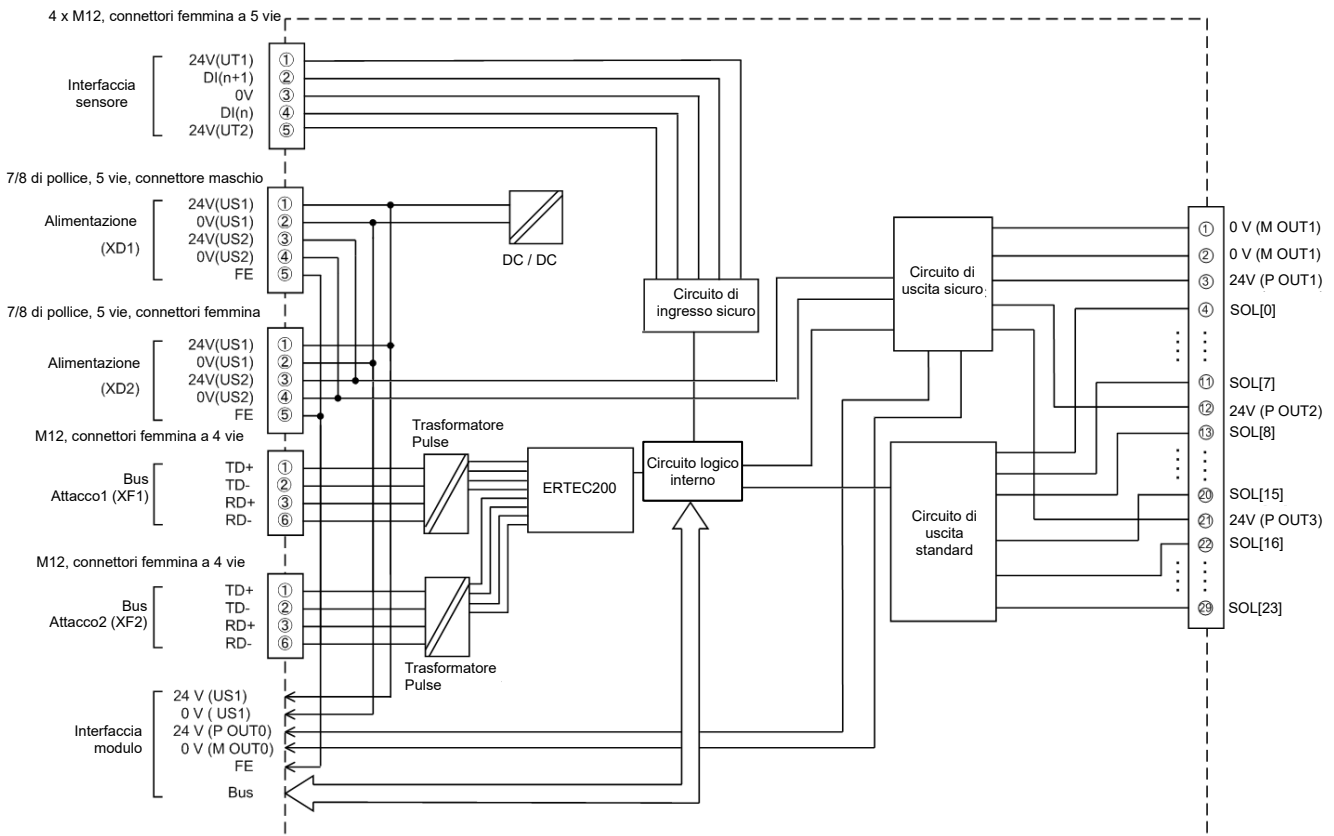 4 x M12, connettori femmina a 5 vie
Interfaccia
sensore
24V(UT1) ①
DI(n+1) ②
0V ③
DI(n) ④
24V(UT2) ⑤
7/8 di pollice, 5 vie, connettore maschio
Alimentazione
(XD1)
24V(US1) ①
0V(US1) ②
24V(US2) ③
0V(US2) ④
FE ⑤
DC / DC
7/8 di pollice, 5 vie, connettori femmina
Alimentazione
(XD2)
24V(US1) ①
0V(US1) ②
24V(US2) ③
0V(US2) ④
FE ⑤
M12, connettori femmina a 4 vie
Bus
Attacco1 (XF1)
TD+ ①
TD- ②
RD+ ③
RD- ⑥
Trasformatore
Pulse
ERTEC200
M12, connettori femmina a 4 vie
Bus
Attacco2 (XF2)
TD+ ①
TD- ②
RD+ ③
RD- ⑥
Trasformatore
Pulse
Interfaccia
modulo
24 V (US1)
0 V ( US1)
24 V (P OUT0)
0 V (M OUT0)
FE
Bus
Circuito di
ingresso sicuro
Circuito logico
interno
Circuito di
uscita sicuro:
Circuito di
uscita
standard
① 0 V (M OUT1)
② 0 V (M OUT1)
③ 24V (P OUT1)
④ SOL[0]
⑪ SOL[7]
⑫ 24V (P OUT2)
⑬ SOL[8]
⑳ SOL[15]
㉑ 24V (P OUT3)
㉒ SOL[16]
㉙ SOL[23]